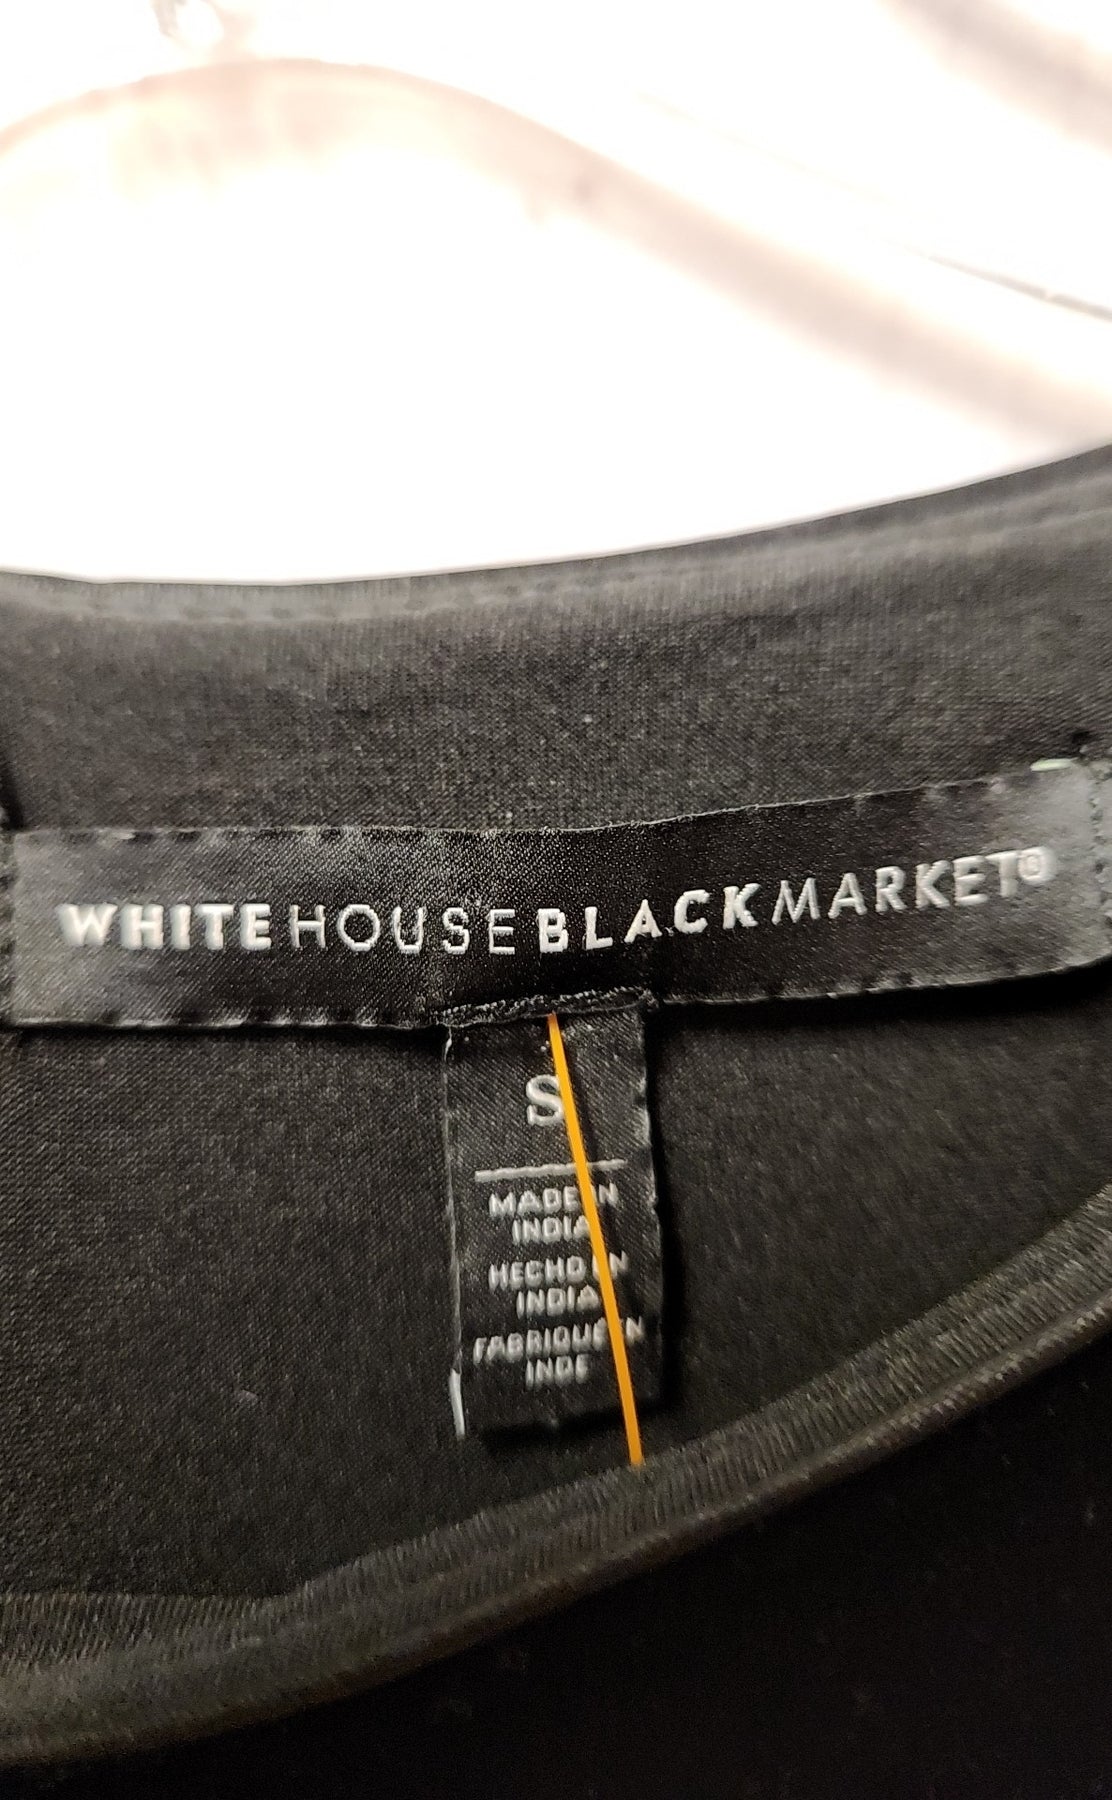 WHITEHOUSEBLACKMARKET®
S
MADE IN
INDIA
HECHO EN
INDIA
FABRIQUÉ EN
INDE